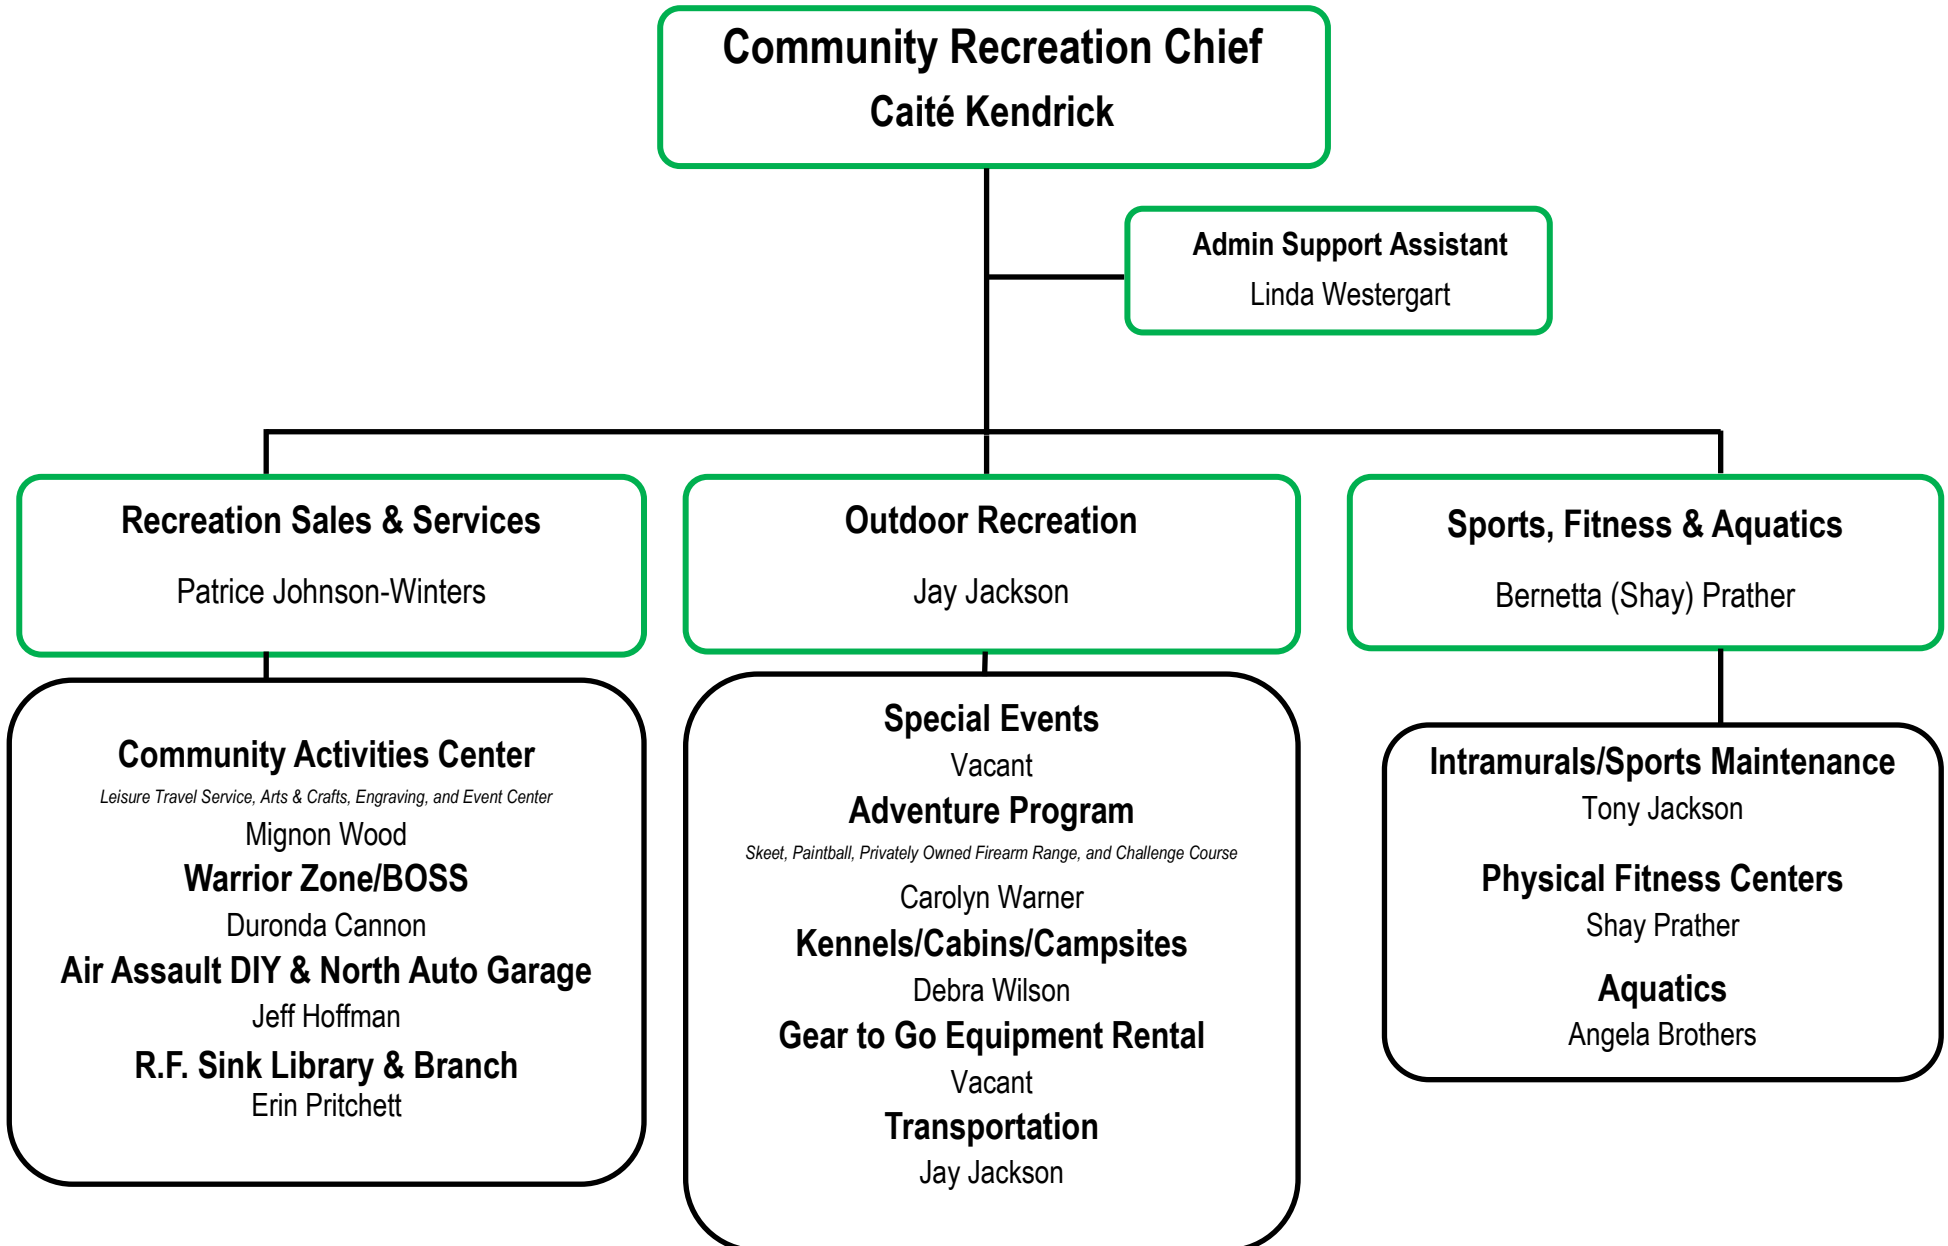 Community Recreation Chief
Caité Kendrick
Admin Support Assistant
Linda Westergart
Recreation Sales & Services
Patrice Johnson-Winters
Outdoor Recreation
Jay Jackson
Sports, Fitness & Aquatics
Bernetta (Shay) Prather
Community Activities Center
Leisure Travel Service, Arts & Crafts, Engraving, and Event Center
Mignon Wood
Warrior Zone/BOSS
Duronda Cannon
Air Assault DIY & North Auto Garage
Jeff Hoffman
R.F. Sink Library & Branch
Erin Pritchett
Special Events
Vacant
Adventure Program
Skeet, Paintball, Privately Owned Firearm Range, and Challenge Course
Carolyn Warner
Kennels/Cabins/Campsites
Debra Wilson
Gear to Go Equipment Rental
Vacant
Transportation
Jay Jackson
Intramurals/Sports Maintenance
Tony Jackson
Physical Fitness Centers
Shay Prather
Aquatics
Angela Brothers